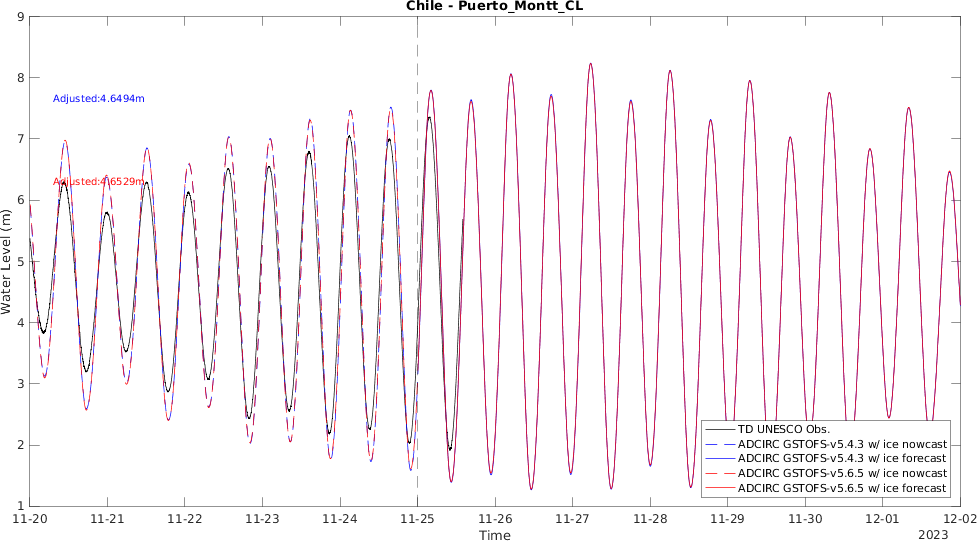 Chile - Puerto_Montt_CL
9
8
7
6
5
4
3
2
1
Water Level (m)
Adjusted:4.6494m
Adjusted:4.6529m
TD UNESCO Obs.
ADCIRC GSTOFS-v5.4.3 w/ ice nowcast
ADCIRC GSTOFS-v5.4.3 w/ ice forecast
ADCIRC GSTOFS-v5.6.5 w/ ice nowcast
ADCIRC GSTOFS-v5.6.5 w/ ice forecast
11-20 11-21 11-22 11-23 11-24 11-25 11-26 11-27 11-28 11-29 11-30 12-01 12-02
Time
2023